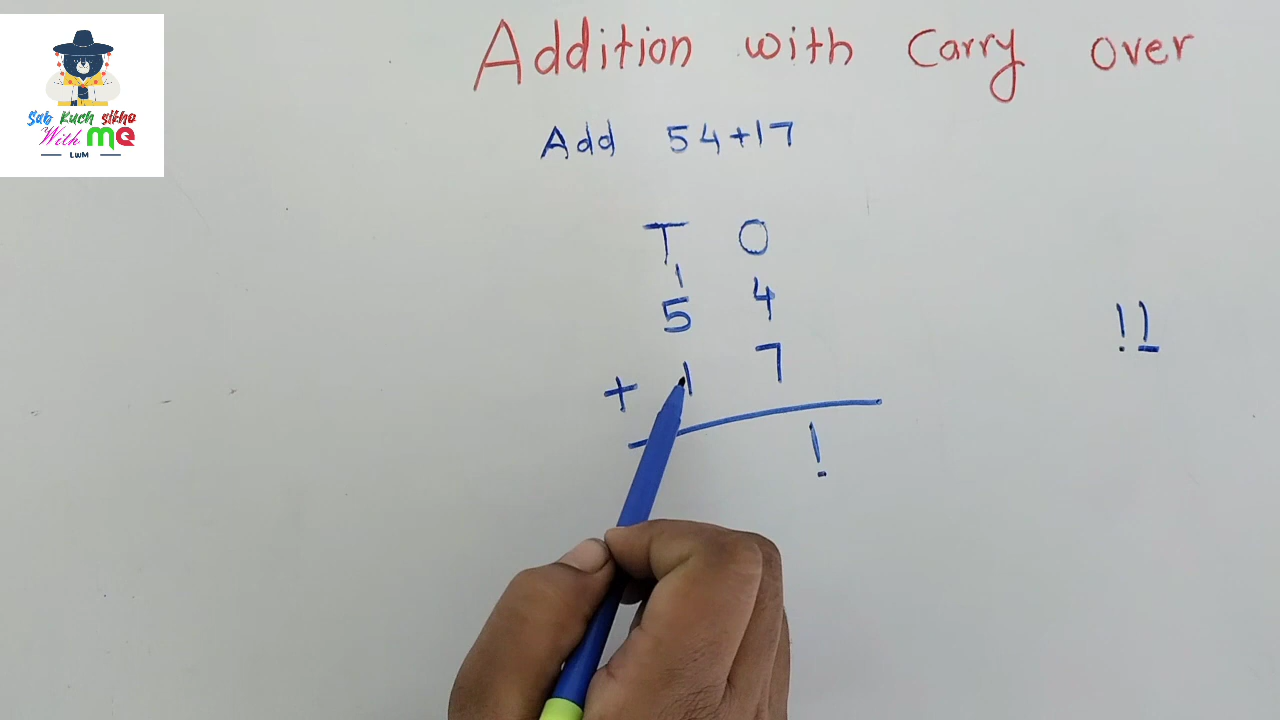 Sab Kuch sikho
With me
LWM
Addition with Carry over
Add 54+17
T O
1
5 4
+ 1 7
1
11